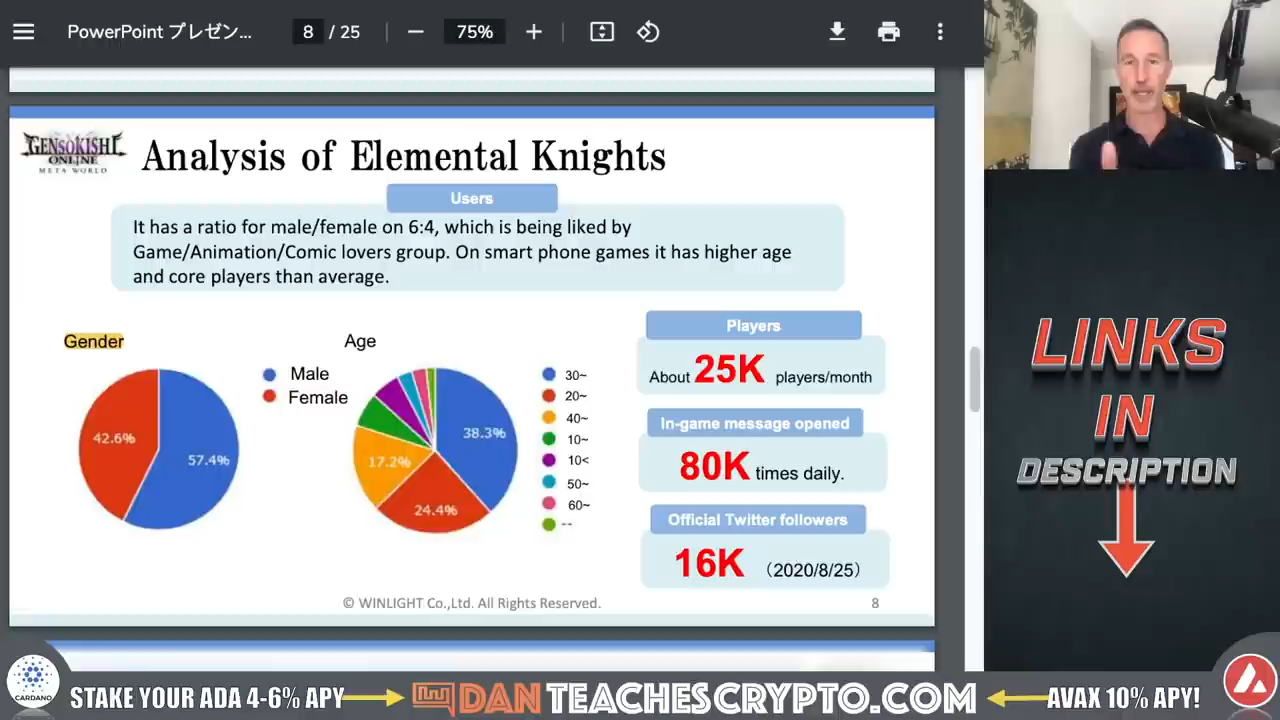 PowerPoint プレゼン...
8 / 25
75%
GENSOKISHI
ONLINE
META WORLD
Analysis of Elemental Knights
Users
It has a ratio for male/female on 6:4, which is being liked by
Game/Animation/Comic lovers group. On smart phone games it has higher age
and core players than average.
Gender
Male
Female
42.6%
57.4%
Age
30~
20~
40~
10~
10<
50~
60~
--
38.3%
17.2%
24.4%
Players
About 25K players/month
In-game message opened
80K times daily.
Official Twitter followers
16K （2020/8/25）
© WINLIGHT Co.,Ltd. All Rights Reserved.
8
LINKS
IN
DESCRIPTION
CARDANO
STAKE YOUR ADA 4-6% APY
DANTEACHESCRYPTO.COM
AVAX 10% APY!